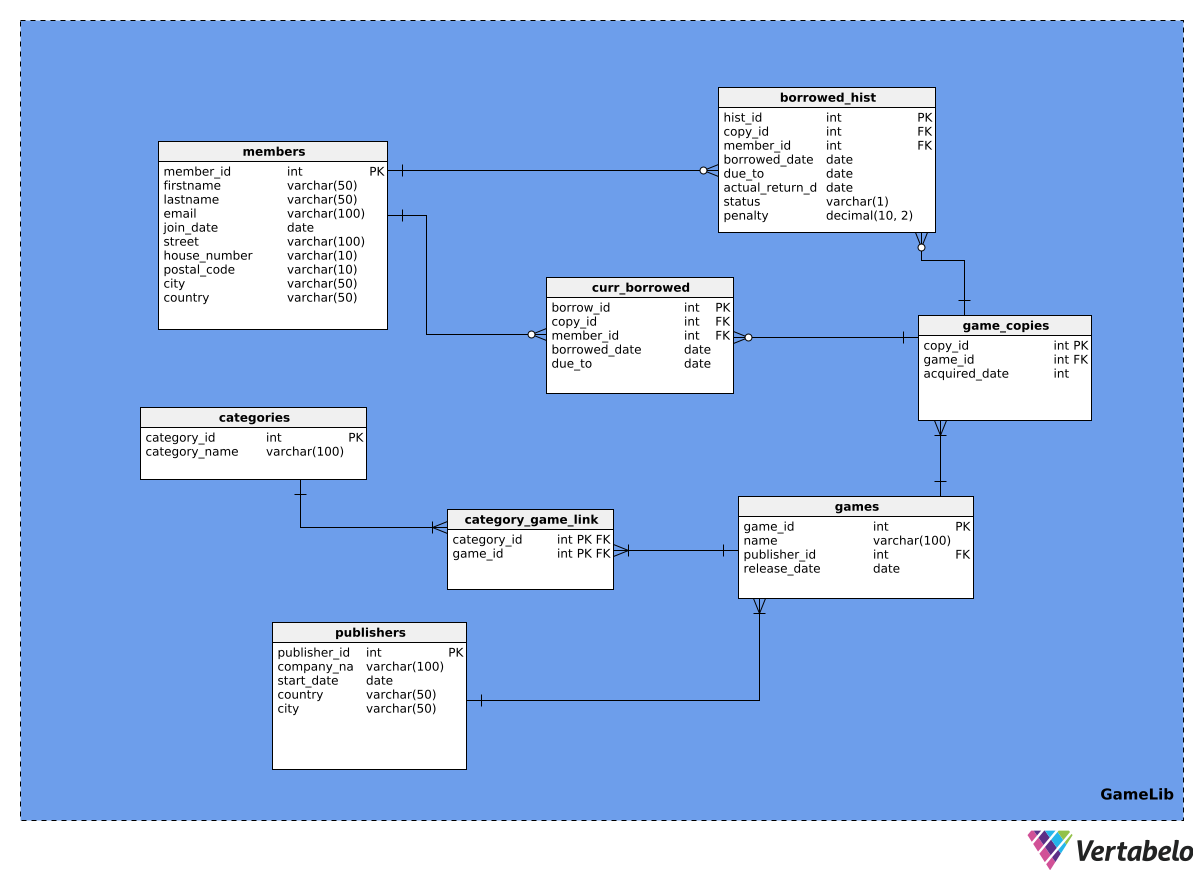 borrowed_hist
hist_id int PK
copy_id int FK
member_id int FK
borrowed_date date
due_to date
actual_return_d date
status varchar(1)
penalty decimal(10, 2)
members
member_id int PK
firstname varchar(50)
lastname varchar(50)
email varchar(100)
join_date date
street varchar(100)
house_number varchar(10)
postal_code varchar(10)
city varchar(50)
country varchar(50)
curr_borrowed
borrow_id int PK
copy_id int FK
member_id int FK
borrowed_date date
due_to date
game_copies
copy_id int PK
game_id int FK
acquired_date int
categories
category_id int PK
category_name varchar(100)
category_game_link
category_id int PK FK
game_id int PK FK
games
game_id int PK
name varchar(100)
publisher_id int FK
release_date date
publishers
publisher_id int PK
company_na varchar(100)
start_date date
country varchar(50)
city varchar(50)
GameLib
Vertabelo